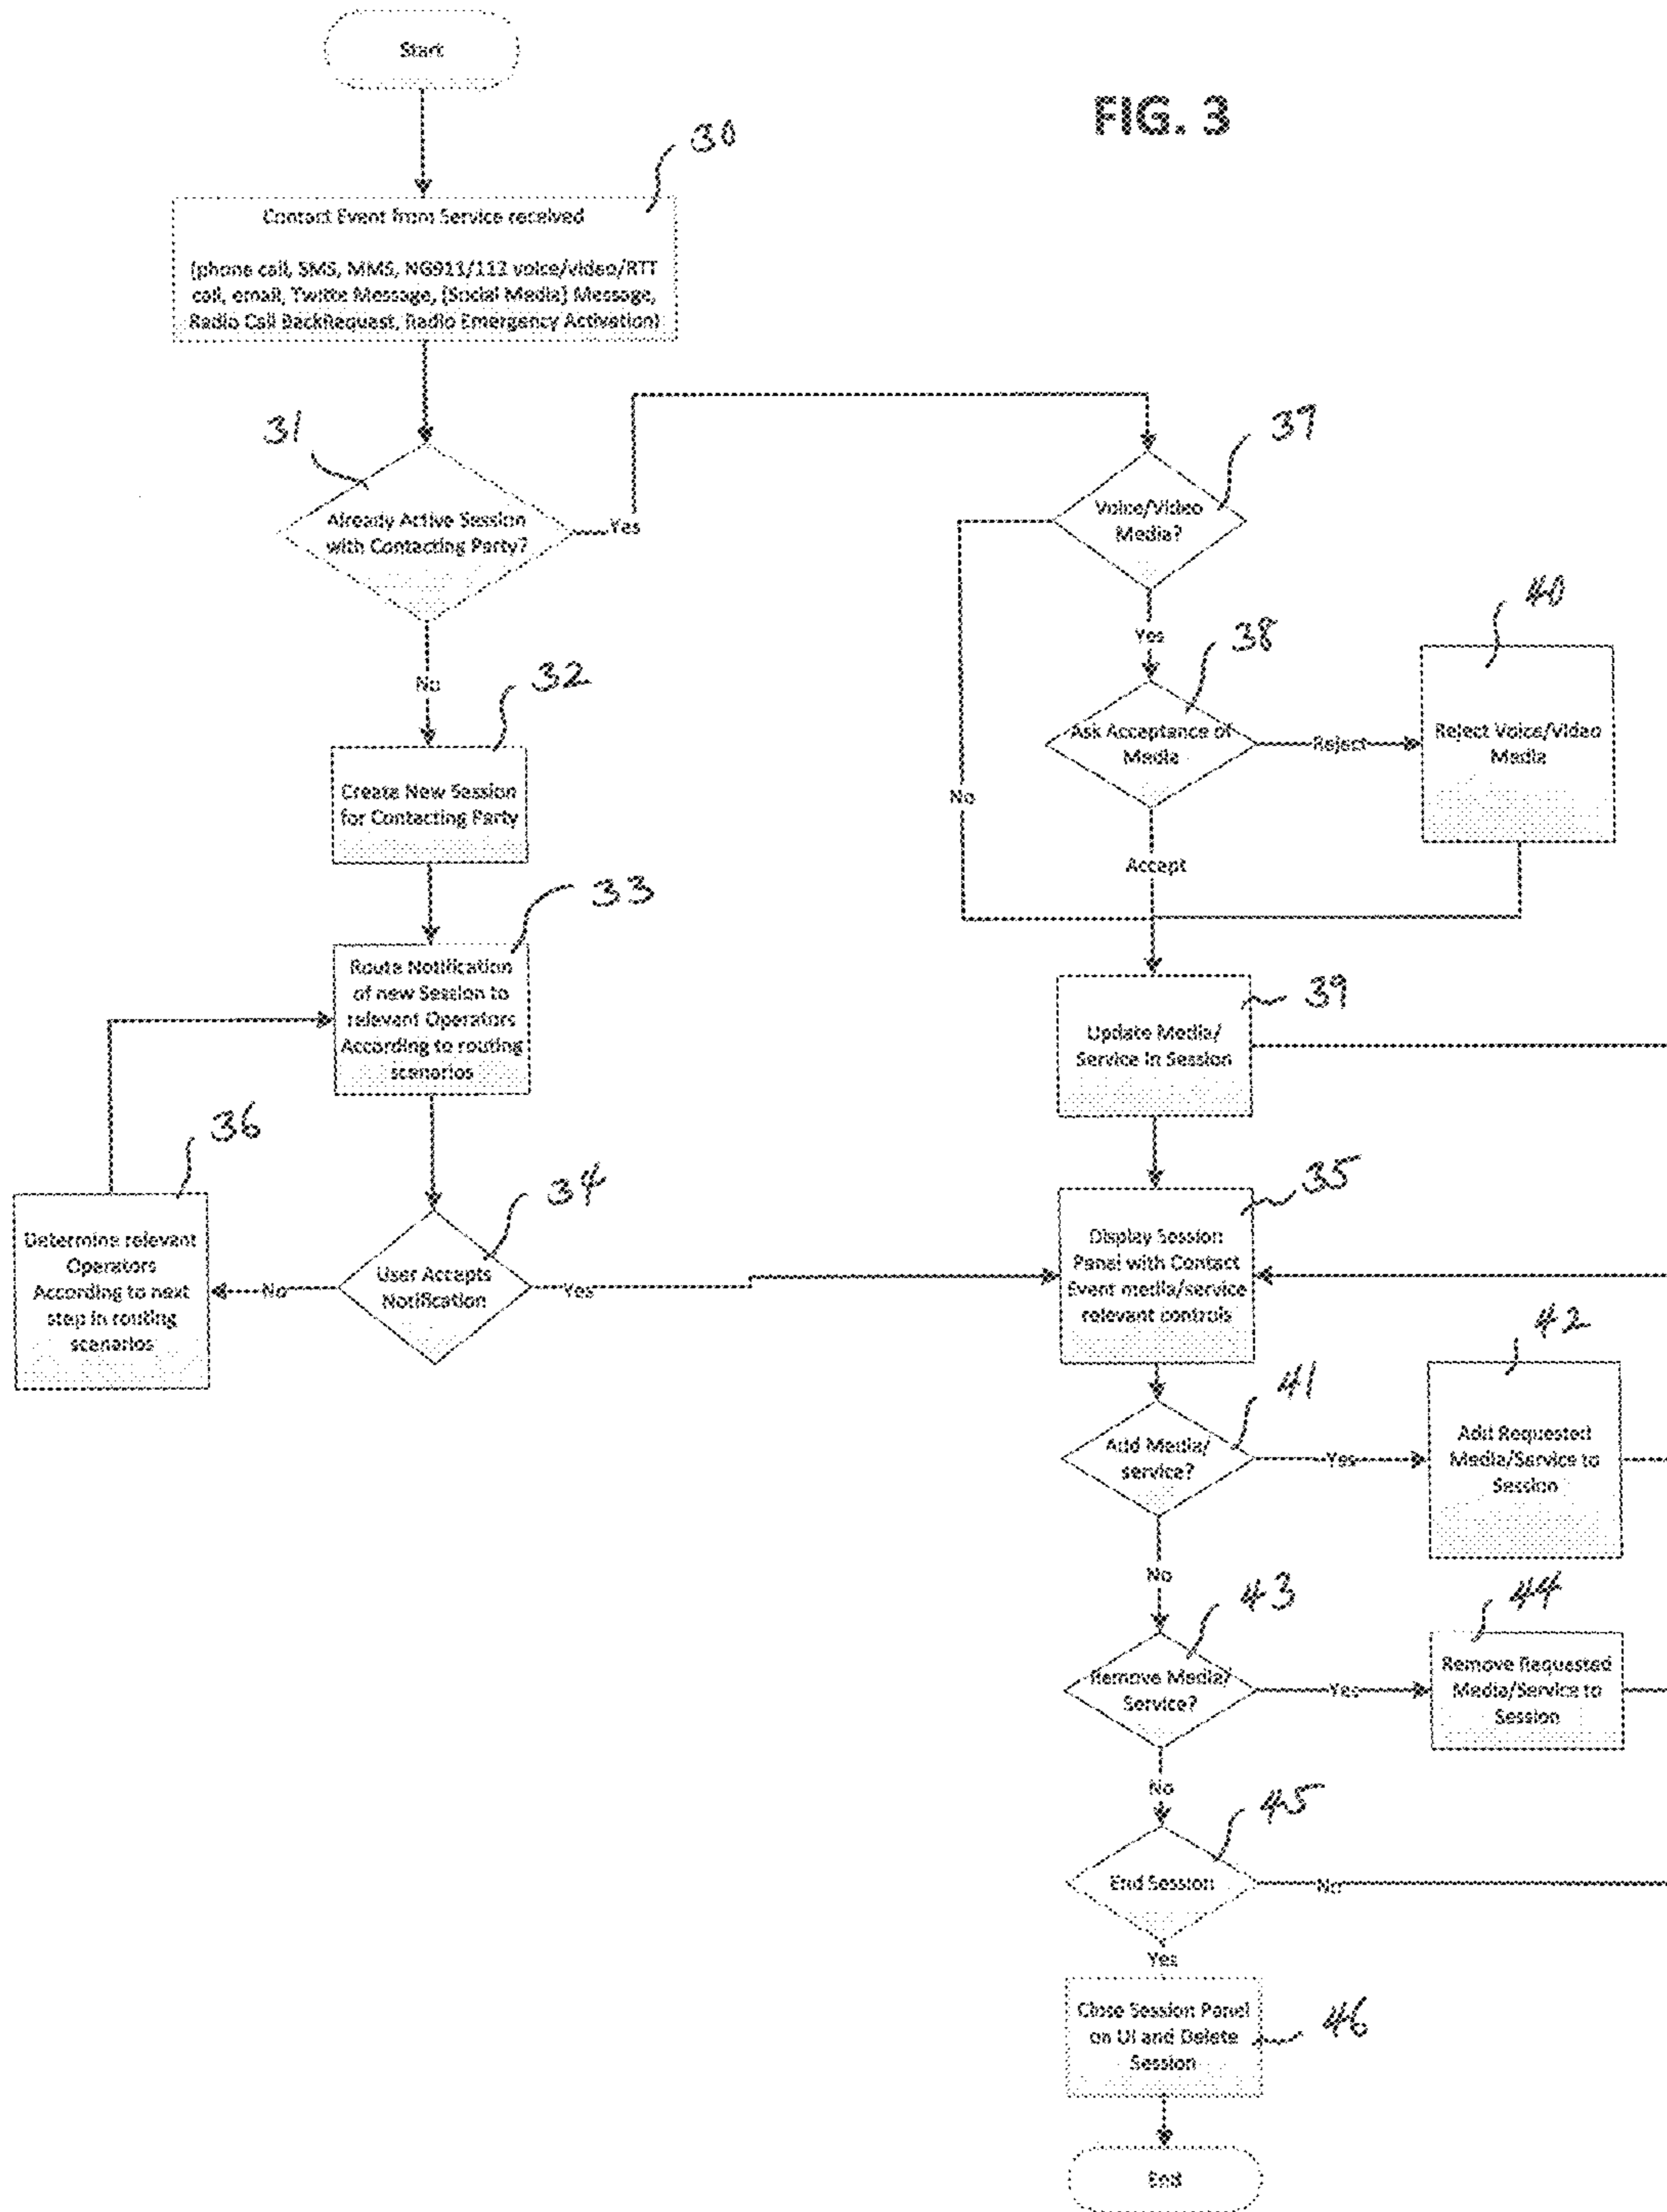 Start
FIG. 3
30
Contact Event from Service received
(phone call, SMS, MMS, NG911/112 voice/video/RTT
call, email, Twitte Message, [Social Media] Message,
Radio Call BackRequest, Radio Emergency Activation)
31
Already Active Session
with Contacting Party?
Yes
No
32
Create New Session
for Contacting Party
33
Route Notification
of new Session to
relevant Operators
According to routing
scenarios
34
User Accepts
Notification
No
Yes
36
Determine relevant
Operators
According to next
step in routing
scenarios
37
Voice/Video
Media?
Yes
No
38
Ask Acceptance of
Media
Reject
Accept
40
Reject Voice/Video
Media
39
Update Media/
Service in Session
35
Display Session
Panel with Contact
Event media/service
relevant controls
41
Add Media/
service?
Yes
No
42
Add Requested
Media/Service to
Session
43
Remove Media/
Service?
Yes
No
44
Remove Requested
Media/Service to
Session
45
End Session
No
Yes
46
Close Session Panel
on UI and Delete
Session
End